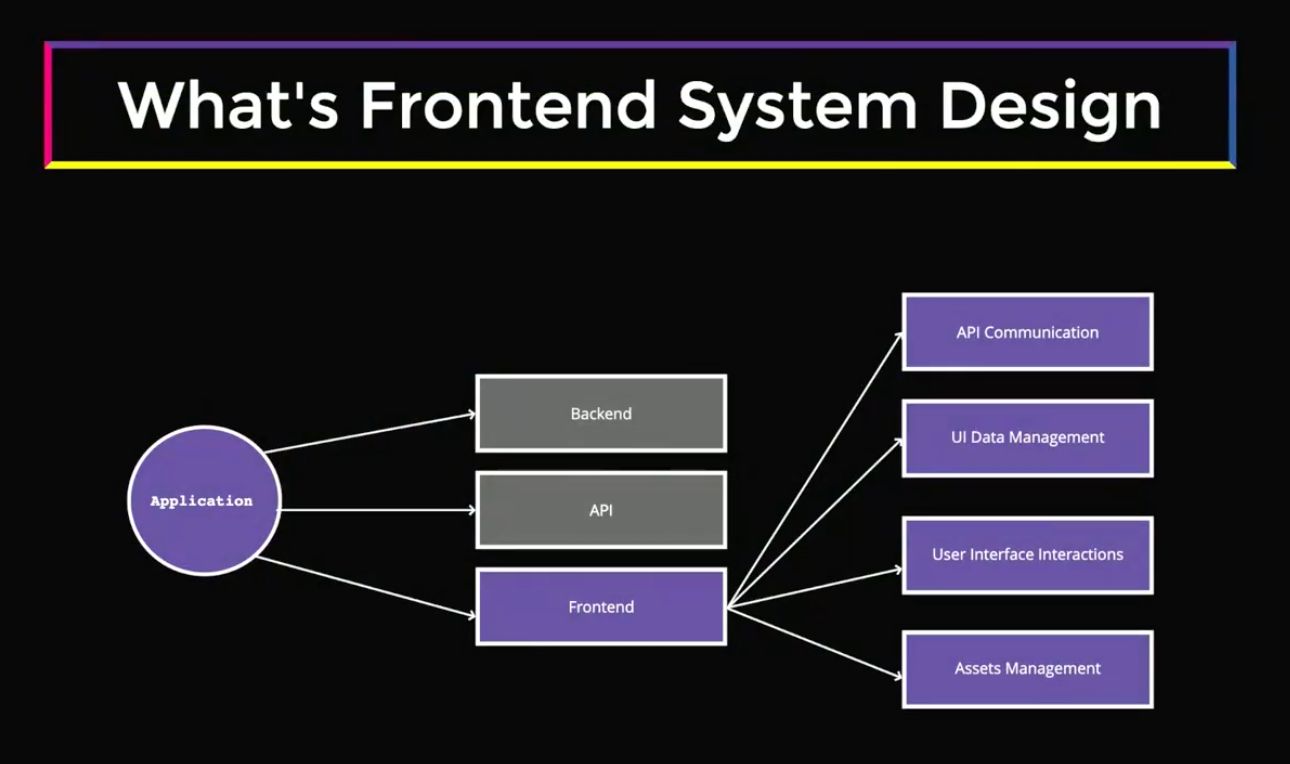 What's Frontend System Design
Application
Backend
API
Frontend
API Communication
UI Data Management
User Interface Interactions
Assets Management